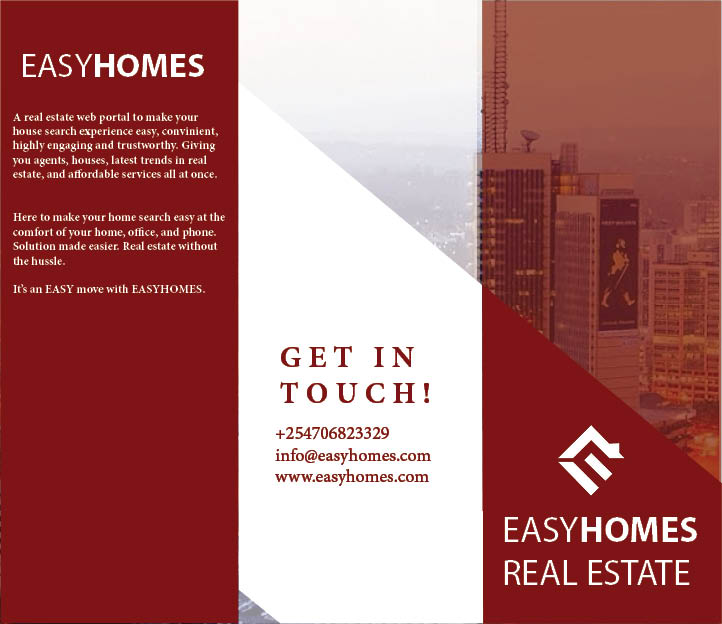 EASYHOMES
A real estate web portal to make your
house search experience easy, convinient,
highly engaging and trustworthy. Giving
you agents, houses, latest trends in real
estate, and affordable services all at once.
Here to make your home search easy at the
comfort of your home, office, and phone.
Solution made easier. Real estate without
the hussle.
It's an EASY move with EASYHOMES.
GET IN
TOUCH!
+254706823329
info@easyhomes.com
www.easyhomes.com
KEEP WALKING
EASYHOMES
REAL ESTATE